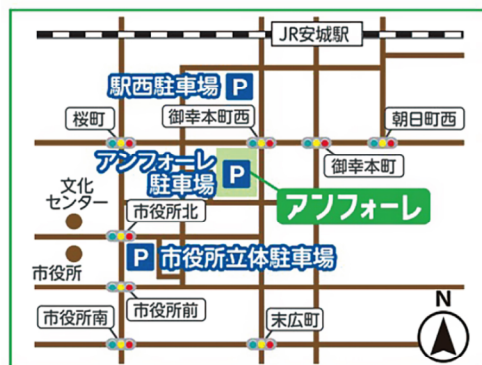 JR安城駅
駅西駐車場 P
桜町
御幸本町西
朝日町西
御幸本町
アンフォーレ
駐車場
P
アンフォーレ
文化
センター
市役所北
P 市役所立体駐車場
市役所
市役所前
市役所南
末広町
N